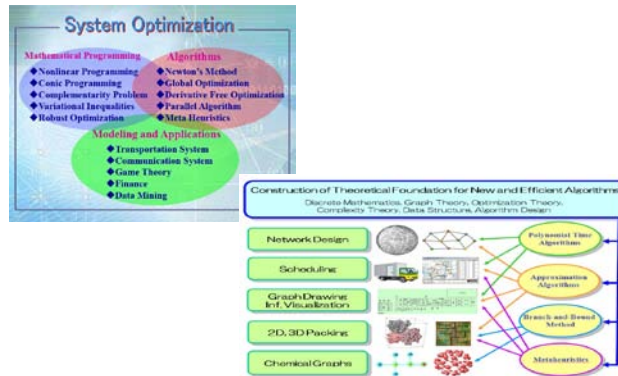 System Optimization
Mathematical Programming
◆Nonlinear Programming
◆Conic Programming
◆Complementarity Problem
◆Variational Inequalities
◆Robust Optimization
Algorithms
◆Newton's Method
◆Global Optimization
◆Derivative Free Optimization
◆Parallel Algorithm
◆Meta Heuristics
Modeling and Applications
◆Transportation System
◆Communication System
◆Game Theory
◆Finance
◆Data Mining
Construction of Theoretical Foundation for New and Efficient Algorithms
Discrete Mathematics, Graph Theory, Optimization Theory,
Complexity Theory, Data Structure, Algorithm Design
Network Design
Scheduling
Graph Drawing
Inf. Visualization
2D, 3D Packing
Chemical Graphs
Polynomial Time
Algorithms
Approximation
Algorithms
Branch-and-Bound
Method
Metaheuristics